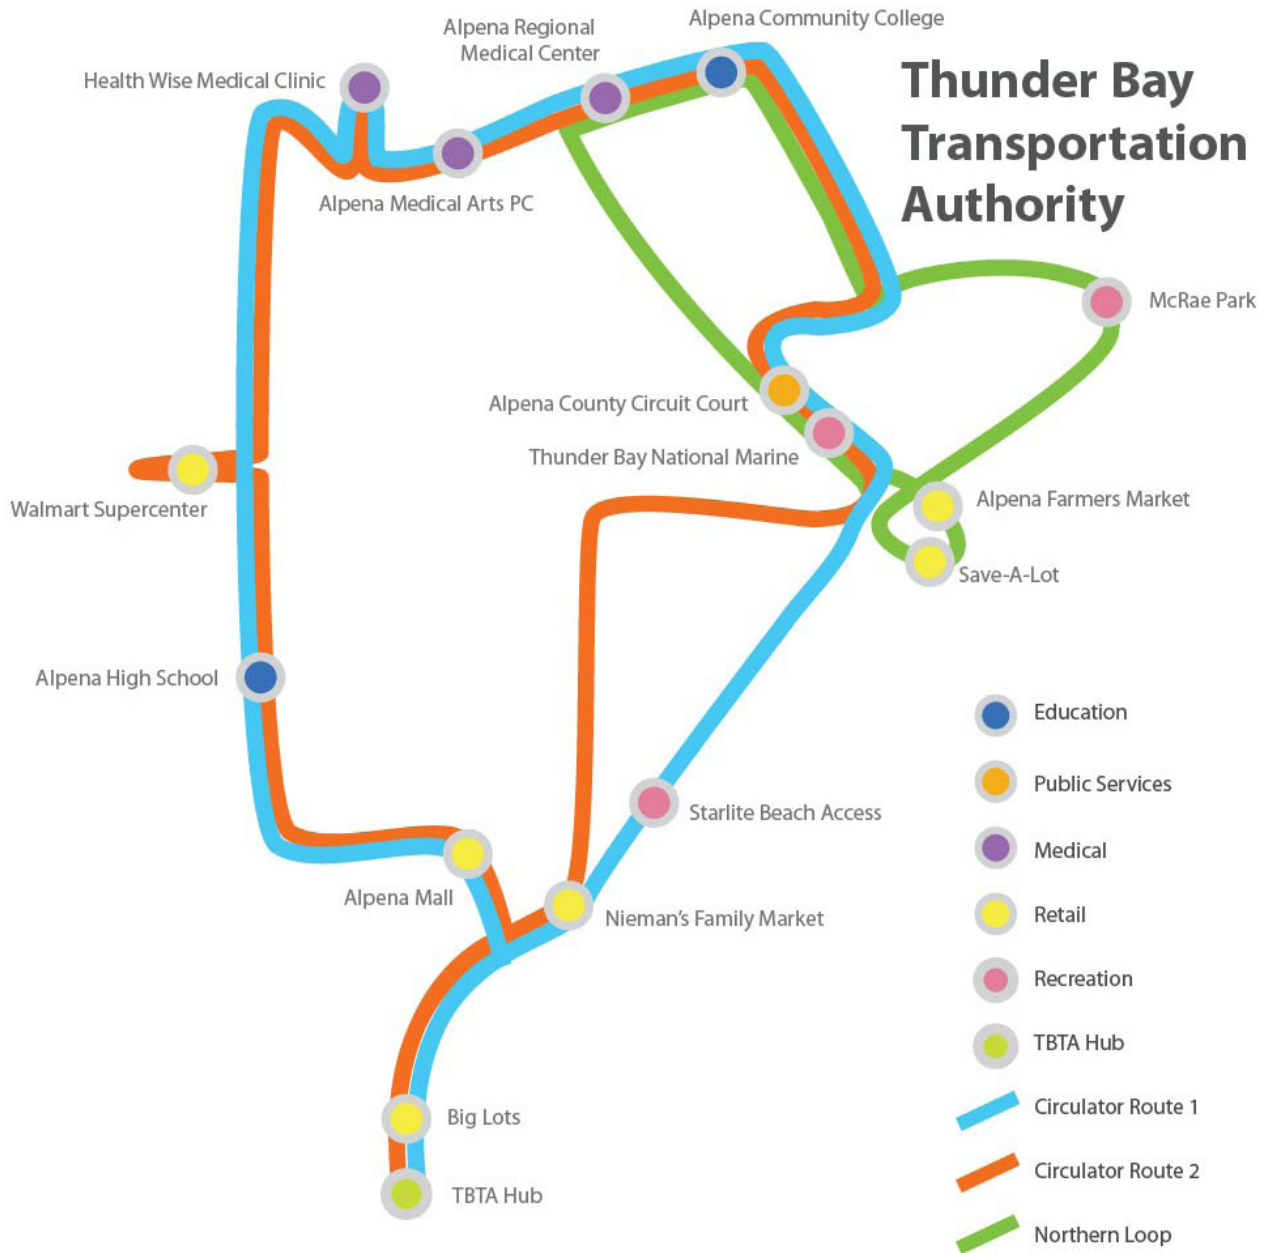 Alpena Community College
Alpena Regional
Medical Center
Thunder Bay
Transportation
Authority
Health Wise Medical Clinic
Alpena Medical Arts PC
McRae Park
Alpena County Circuit Court
Thunder Bay National Marine
Walmart Supercenter
Alpena Farmers Market
Save-A-Lot
Alpena High School
Starlite Beach Access
Alpena Mall
Nieman's Family Market
Big Lots
TBTA Hub
Education
Public Services
Medical
Retail
Recreation
TBTA Hub
Circulator Route 1
Circulator Route 2
Northern Loop